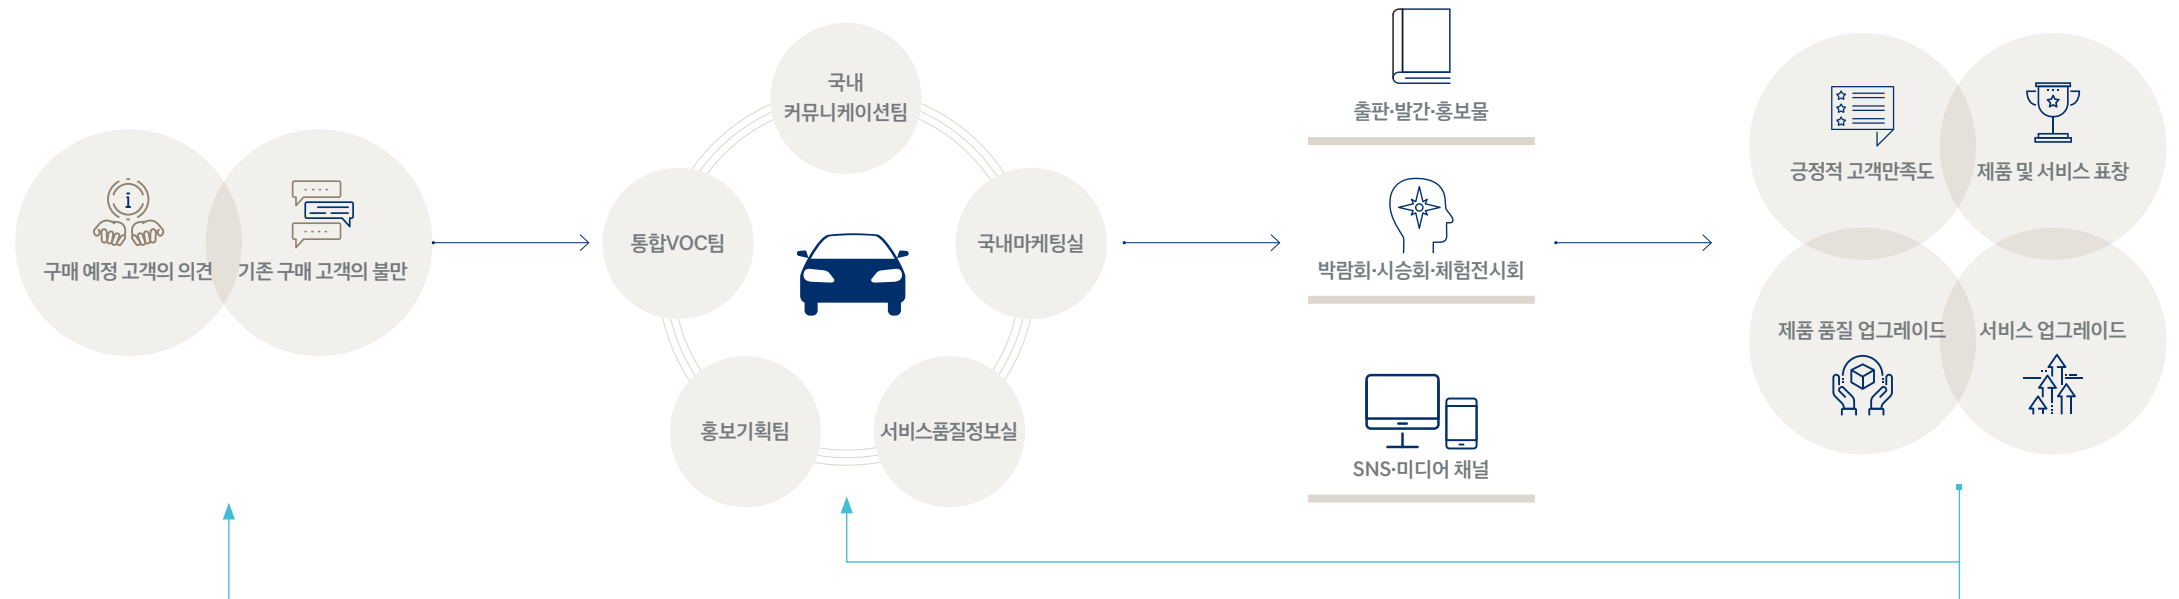 구매 예정 고객의 의견
기존 구매 고객의 불만
국내
커뮤니케이션팀
통합VOC팀
국내마케팅실
홍보기획팀
서비스품질정보실
출판·발간·홍보물
박람회·시승회·체험전시회
SNS·미디어 채널
긍정적 고객만족도
제품 및 서비스 표창
제품 품질 업그레이드
서비스 업그레이드